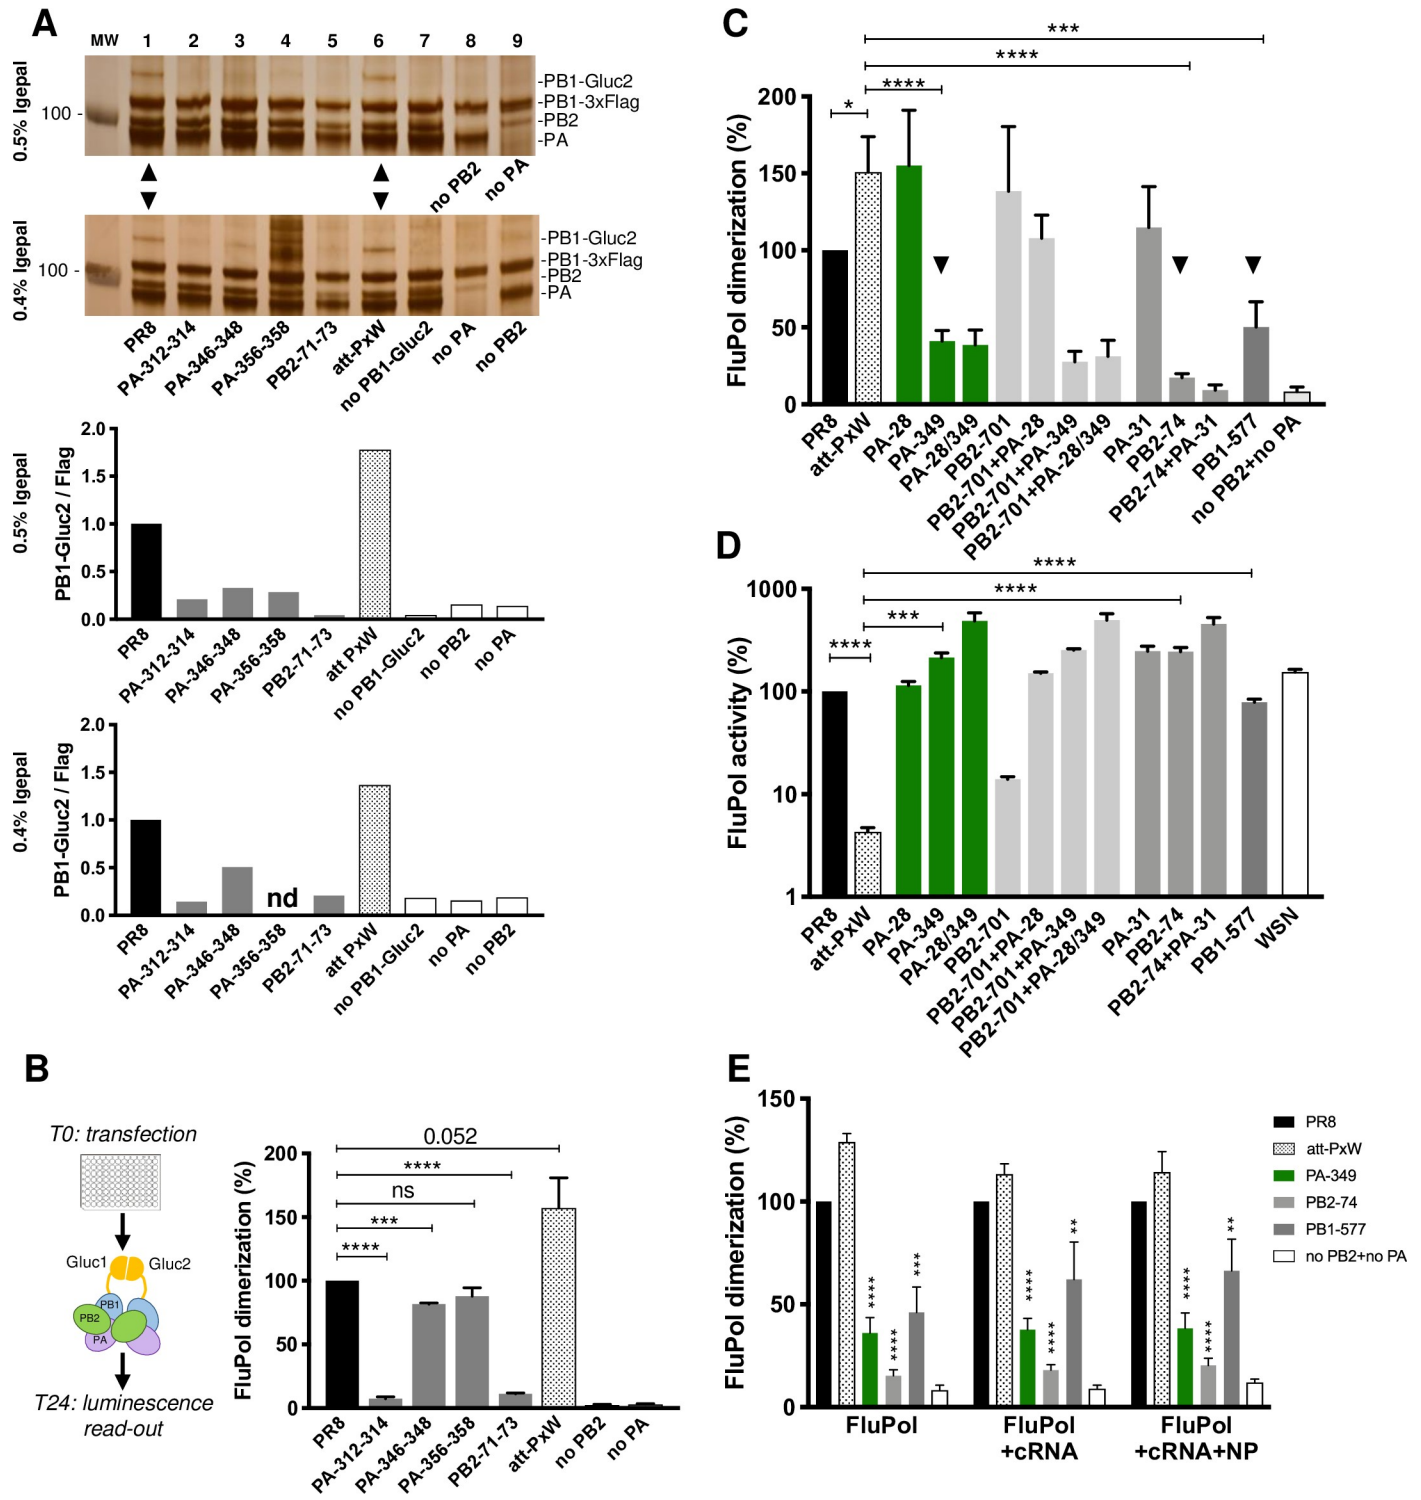 A
MW 1 2 3 4 5 6 7 8 9
0.5% Igepal
100 -
-PB1-Gluc2
-PB1-3xFlag
-PB2
-PA
no PB2
no PA
0.4% Igepal
100 -
-PB1-Gluc2
-PB1-3xFlag
-PB2
-PA
PR8
PA-312-314
PA-346-348
PA-356-358
PB2-71-73
att-PxW
no PB1-Gluc2
no PA
no PB2
0.5% Igepal
PB1-Gluc2 / Flag
2.0
1.5
1.0
0.5
0.0
PR8
PA-312-314
PA-346-348
PA-356-358
PB2-71-73
att PxW
no PB1-Gluc2
no PB2
no PA
0.4% Igepal
PB1-Gluc2 / Flag
2.0
1.5
1.0
0.5
0.0
nd
PR8
PA-312-314
PA-346-348
PA-356-358
PB2-71-73
att PxW
no PB1-Gluc2
no PA
no PB2
B
T0: transfection
Gluc1
Gluc2
PB1
PB2
PA
T24: luminescence
read-out
FluPol dimerization (%)
200
150
100
50
0
0.052
****
ns
***
****
PR8
PA-312-314
PA-346-348
PA-356-358
PB2-71-73
att-PxW
no PB2
no PA
C
FluPol dimerization (%)
200
150
100
50
0
***
****
****
*
PR8
att-PxW
PA-28
PA-349
PA-28/349
PB2-701
PB2-701+PA-28
PB2-701+PA-349
PB2-701+PA-28/349
PA-31
PB2-74
PB2-74+PA-31
PB1-577
no PB2+no PA
D
FluPol activity (%)
1000
100
10
1
****
****
***
****
PR8
att-PxW
PA-28
PA-349
PA-28/349
PB2-701
PB2-701+PA-28
PB2-701+PA-349
PB2-701+PA-28/349
PA-31
PB2-74
PB2-74+PA-31
PB1-577
WSN
E
FluPol dimerization (%)
150
100
50
0
****
****
***
****
****
**
****
****
**
FluPol
FluPol
+cRNA
FluPol
+cRNA+NP
PR8
att-PxW
PA-349
PB2-74
PB1-577
no PB2+no PA